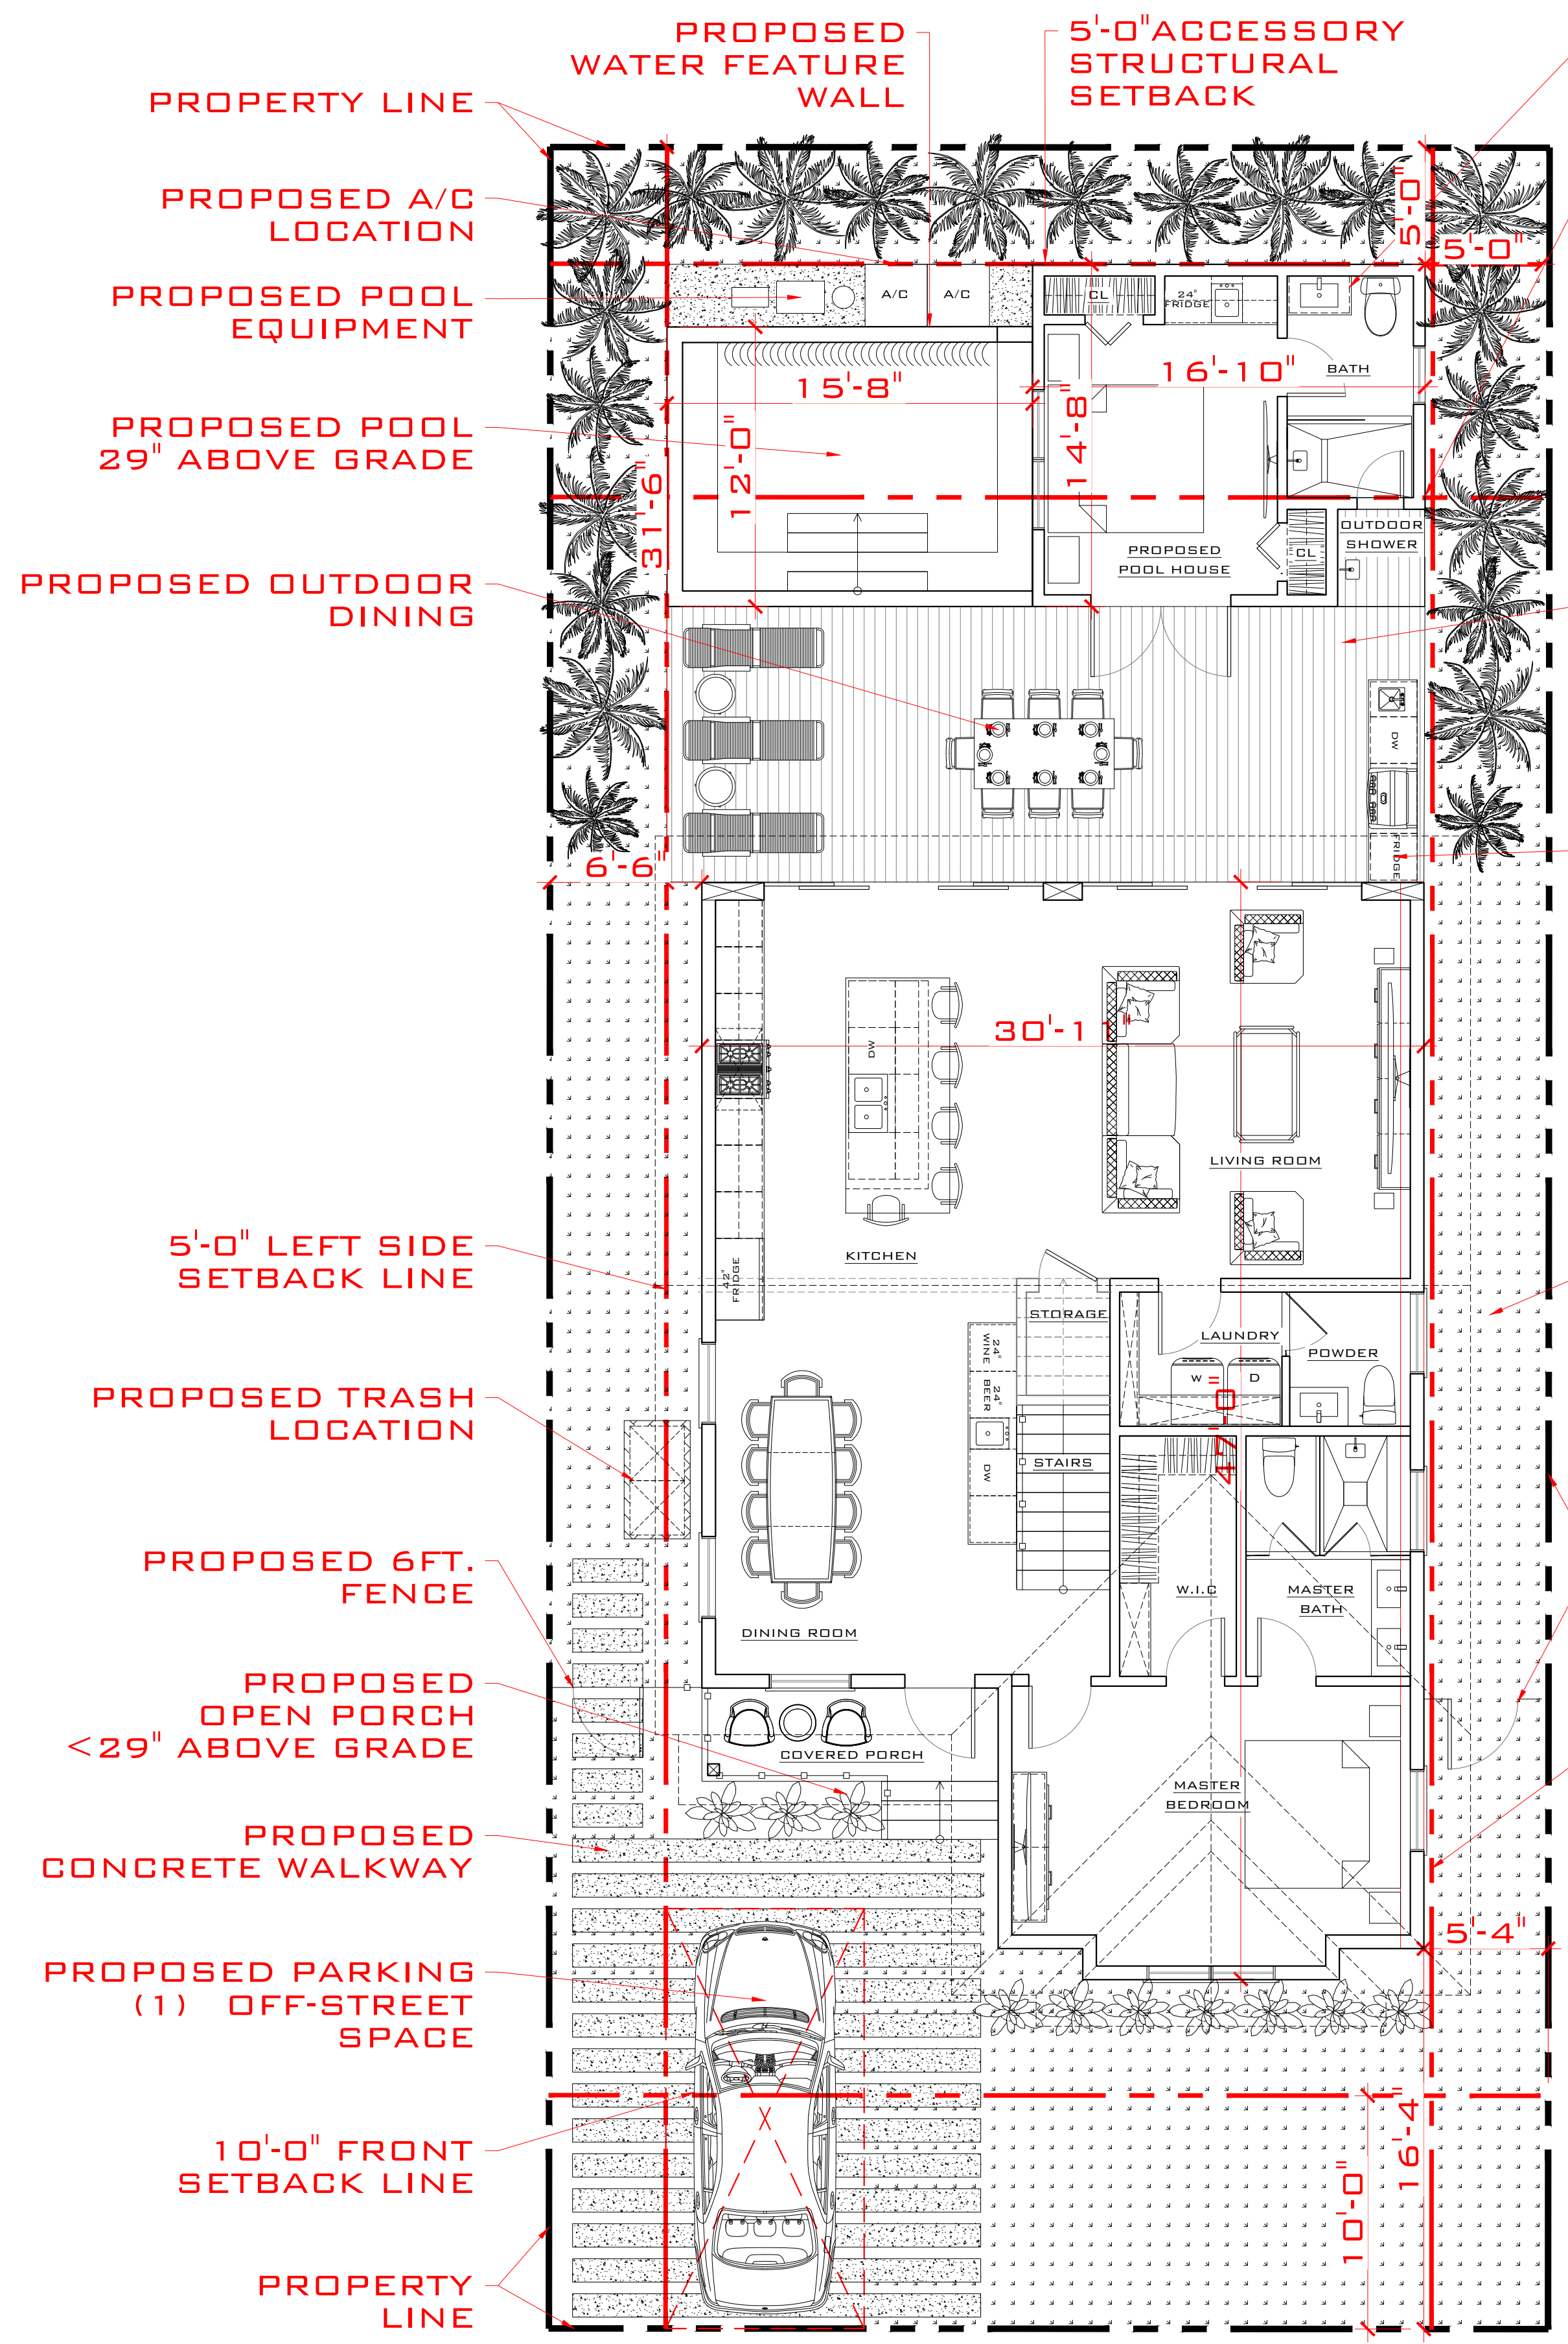 PROPOSED
WATER FEATURE
WALL
5'-0"ACCESSORY
STRUCTURAL
SETBACK
PROPERTY LINE
PROPOSED A/C
LOCATION
5'-0"
5'-0"
PROPOSED POOL
EQUIPMENT
A/C
A/C
CL
24"
FRIDGE
BATH
15'-8"
16'-10"
PROPOSED POOL
29" ABOVE GRADE
31'-6"
12'-0"
14'-8"
OUTDOOR
SHOWER
PROPOSED
POOL HOUSE
CL
PROPOSED OUTDOOR
DINING
DW
FRIDGE
6'-6"
DW
30'-11"
LIVING ROOM
5'-0" LEFT SIDE
SETBACK LINE
KITCHEN
42"
FRIDGE
STORAGE
LAUNDRY
POWDER
24"
WINE
24"
BEER
W
D
PROPOSED TRASH
LOCATION
47'-0"
DW
STAIRS
PROPOSED 6FT.
FENCE
W.I.C
MASTER
BATH
DINING ROOM
PROPOSED
OPEN PORCH
<29" ABOVE GRADE
COVERED PORCH
MASTER
BEDROOM
PROPOSED
CONCRETE WALKWAY
5'-4"
PROPOSED PARKING
(1) OFF-STREET
SPACE
10'-0" FRONT
SETBACK LINE
10'-0"
16'-4"
PROPERTY
LINE